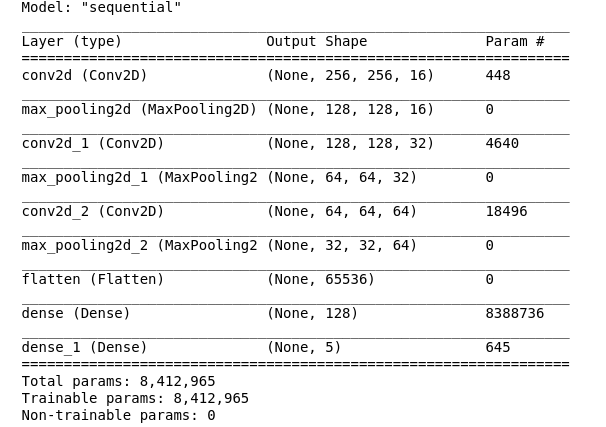 Model: "sequential"
Layer (type) Output Shape Param #
conv2d (Conv2D) (None, 256, 256, 16) 448
max_pooling2d (MaxPooling2D) (None, 128, 128, 16) 0
conv2d_1 (Conv2D) (None, 128, 128, 32) 4640
max_pooling2d_1 (MaxPooling2 (None, 64, 64, 32) 0
conv2d_2 (Conv2D) (None, 64, 64, 64) 18496
max_pooling2d_2 (MaxPooling2 (None, 32, 32, 64) 0
flatten (Flatten) (None, 65536) 0
dense (Dense) (None, 128) 8388736
dense_1 (Dense) (None, 5) 645
Total params: 8,412,965
Trainable params: 8,412,965
Non-trainable params: 0